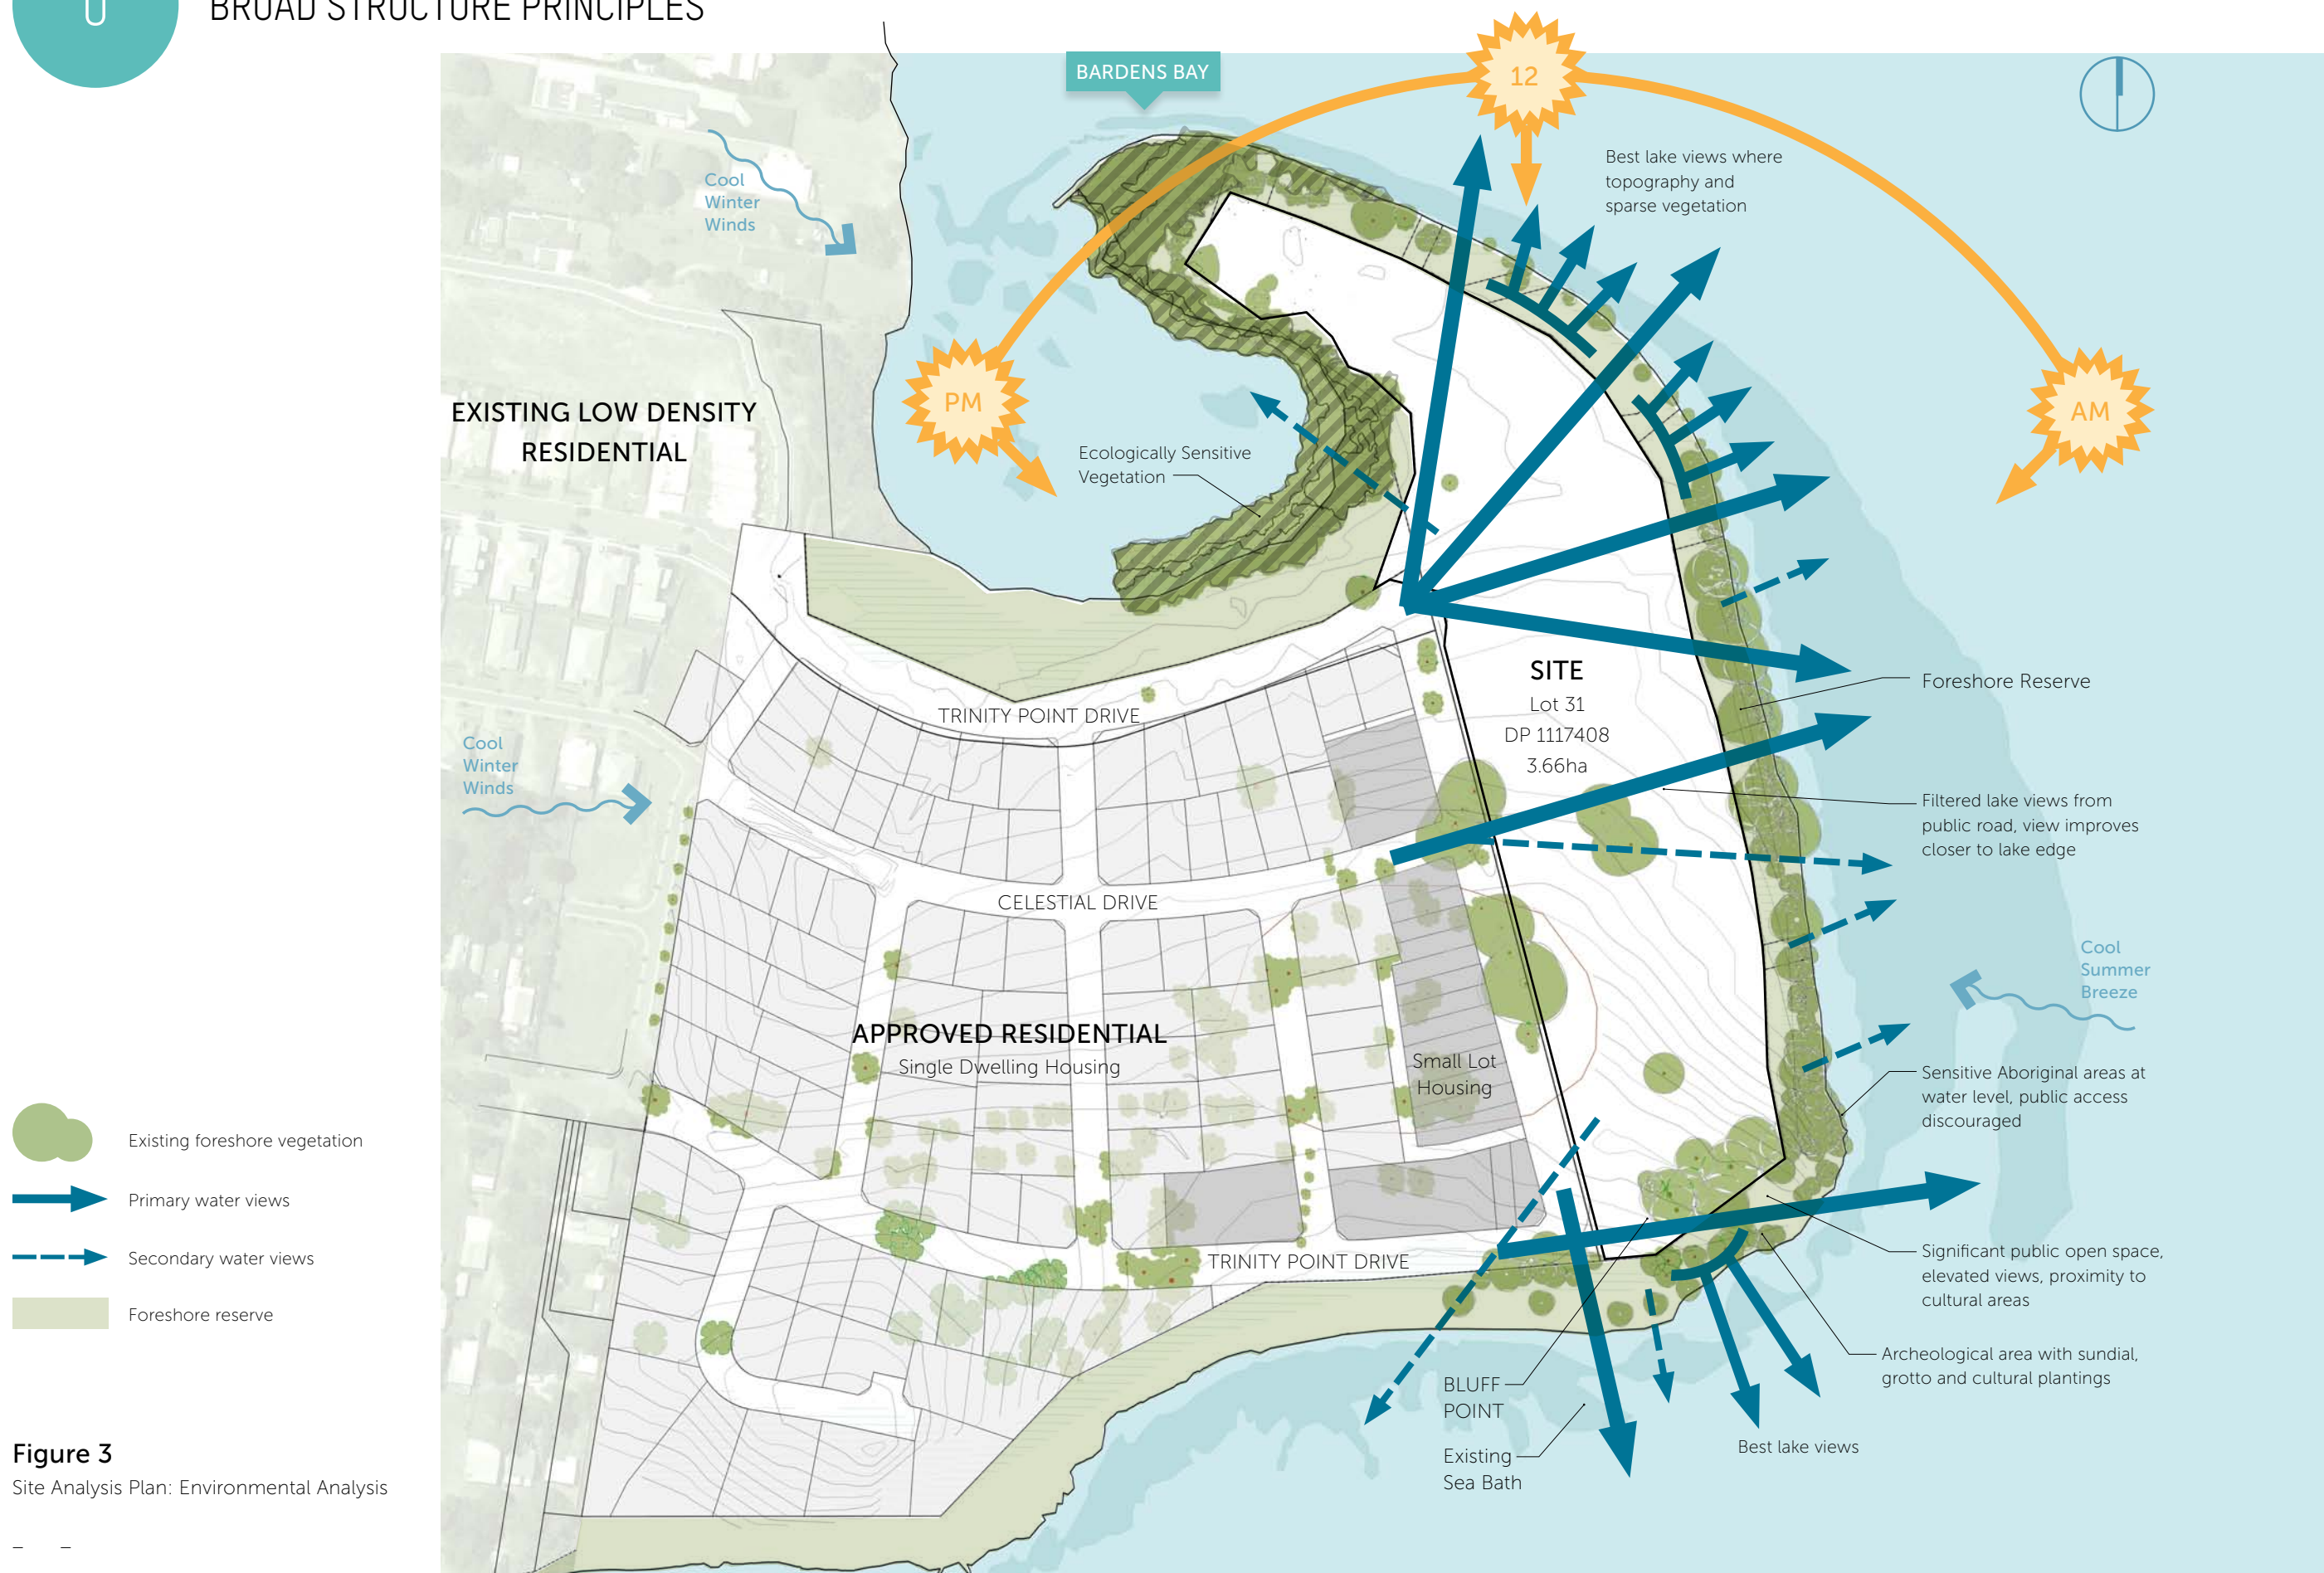 BROAD STRUCTURE PRINCIPLES
BARDENS BAY
12
Best lake views where
topography and
sparse vegetation
Cool
Winter
Winds
PM
AM
EXISTING LOW DENSITY
RESIDENTIAL
Ecologically Sensitive
Vegetation
SITE
Lot 31
DP 1117408
3.66ha
Foreshore Reserve
TRINITY POINT DRIVE
Cool
Winter
Winds
Filtered lake views from
public road, view improves
closer to lake edge
CELESTIAL DRIVE
Cool
Summer
Breeze
APPROVED RESIDENTIAL
Single Dwelling Housing
Small Lot
Housing
Sensitive Aboriginal areas at
water level, public access
discouraged
Existing foreshore vegetation
Primary water views
Secondary water views
Foreshore reserve
TRINITY POINT DRIVE
Significant public open space,
elevated views, proximity to
cultural areas
Archeological area with sundial,
grotto and cultural plantings
BLUFF
POINT
Existing
Sea Bath
Best lake views
Figure 3
Site Analysis Plan: Environmental Analysis